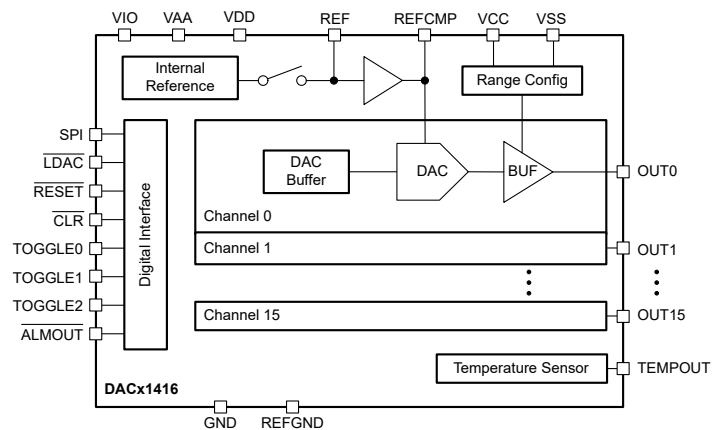 VIO VAA VDD REF REFCMP VCC VSS
Internal
Reference
Range Config
SPI
LDAC
RESET
CLR
TOGGLE0
TOGGLE1
TOGGLE2
ALMOUT
Digital Interface
DAC
Buffer
DAC
BUF
OUT0
Channel 0
Channel 1
OUT1
Channel 15
OUT15
Temperature Sensor
TEMPOUT
DACx1416
GND REFGND